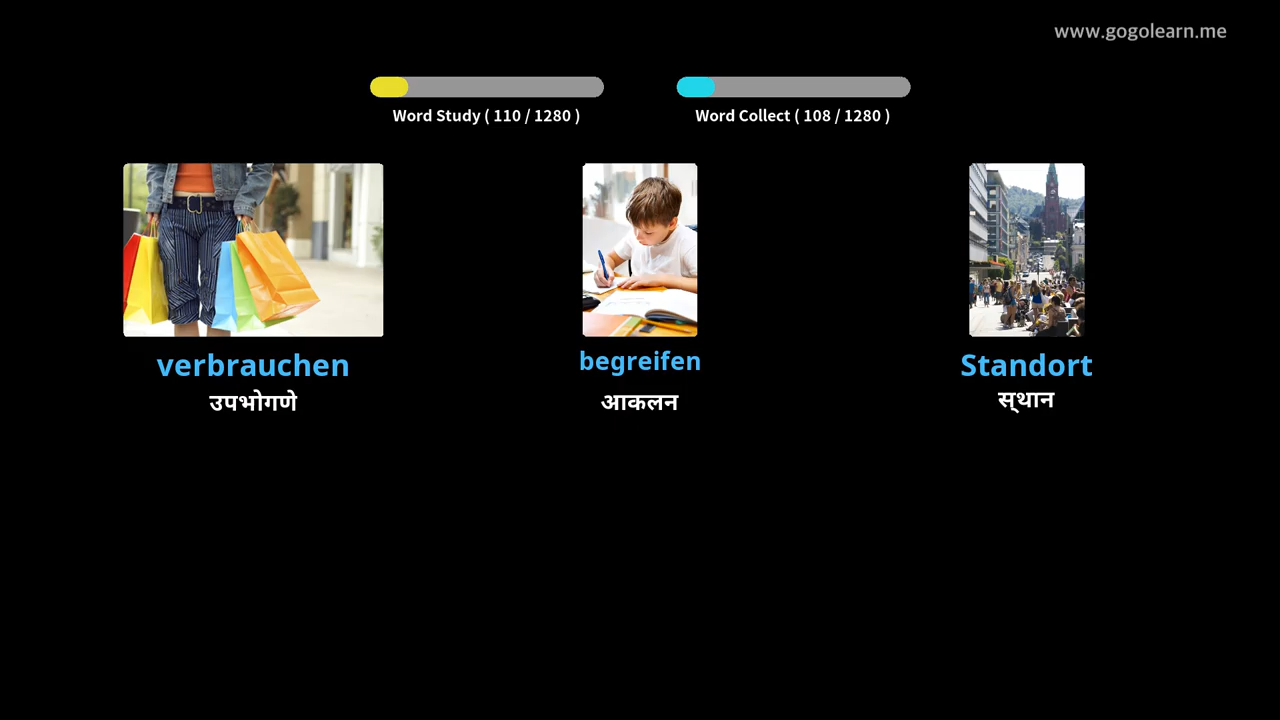 www.gogolearn.me
Word Study ( 110 / 1280 )
Word Collect ( 108 / 1280 )
verbrauchen
begreifen
Standort
उपभोगणे
आकलन
स्थान